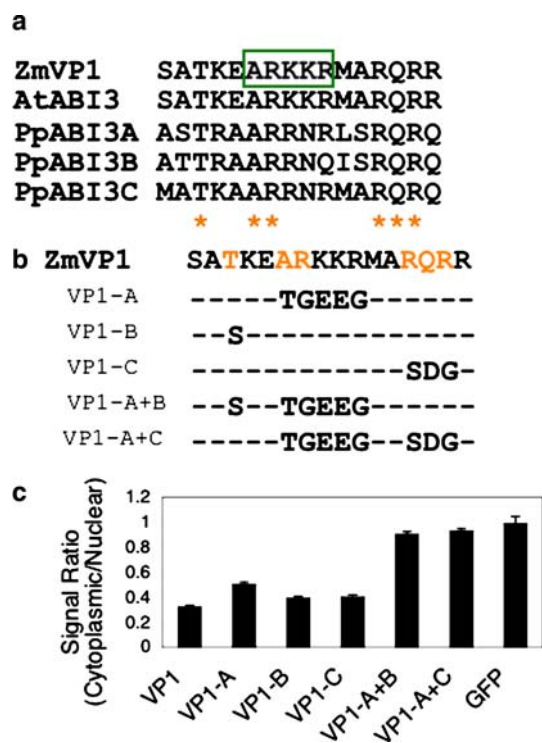 a
ZmVP1 SATKEARKKRMARQRR
AtABI3 SATKEARKKRMARQRR
PpABI3A ASTRAARRNRLSRQRQ
PpABI3B ATTRAARRNQISRQRQ
PpABI3C MATKAARRNRMARQRQ
* ** ***
b ZmVP1 SATKEARKKRMARQRR
VP1-A -----TGEEG------
VP1-B --S-------------
VP1-C ------------SDG-
VP1-A+B --S--TGEEG------
VP1-A+C -----TGEEG--SDG-
c
Signal Ratio
(Cytoplasmic/Nuclear)
1.2
1
0.8
0.6
0.4
0.2
0
VP1
VP1-A
VP1-B
VP1-C
VP1-A+B
VP1-A+C
GFP